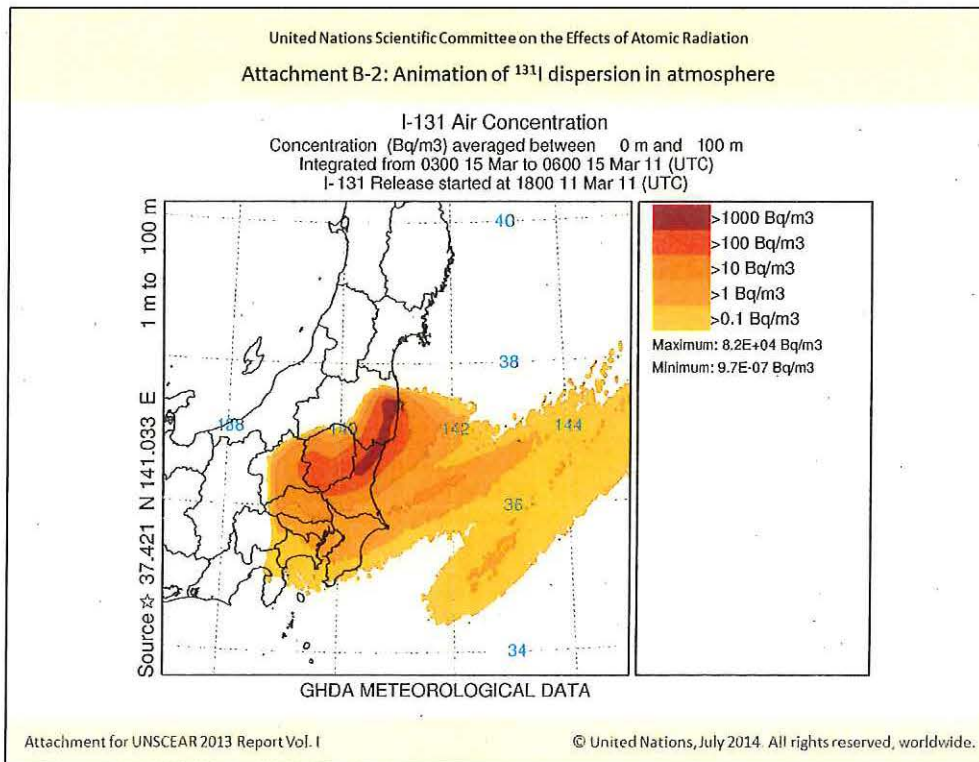 United Nations Scientific Committee on the Effects of Atomic Radiation
Attachment B-2: Animation of ¹³¹I dispersion in atmosphere
I-131 Air Concentration
Concentration (Bq/m3) averaged between 0 m and 100 m
Integrated from 0300 15 Mar to 0600 15 Mar 11 (UTC)
I-131 Release started at 1800 11 Mar 11 (UTC)
Source ☆ 37.421 N 141.033 E 1 m to 100 m
40
38
138
140
142
144
36
34
>1000 Bq/m3
>100 Bq/m3
>10 Bq/m3
>1 Bq/m3
>0.1 Bq/m3
Maximum: 8.2E+04 Bq/m3
Minimum: 9.7E-07 Bq/m3
GHDA METEOROLOGICAL DATA
Attachment for UNSCEAR 2013 Report Vol. I
© United Nations, July 2014. All rights reserved, worldwide.